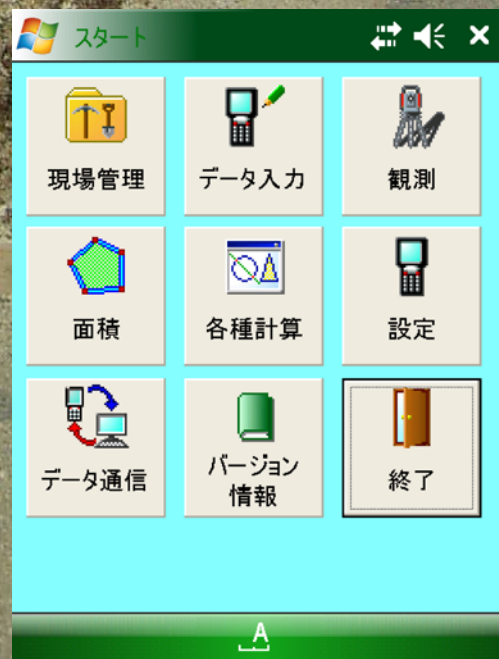 スタート
現場管理
データ入力
観測
面積
各種計算
設定
データ通信
バージョン
情報
終了
A